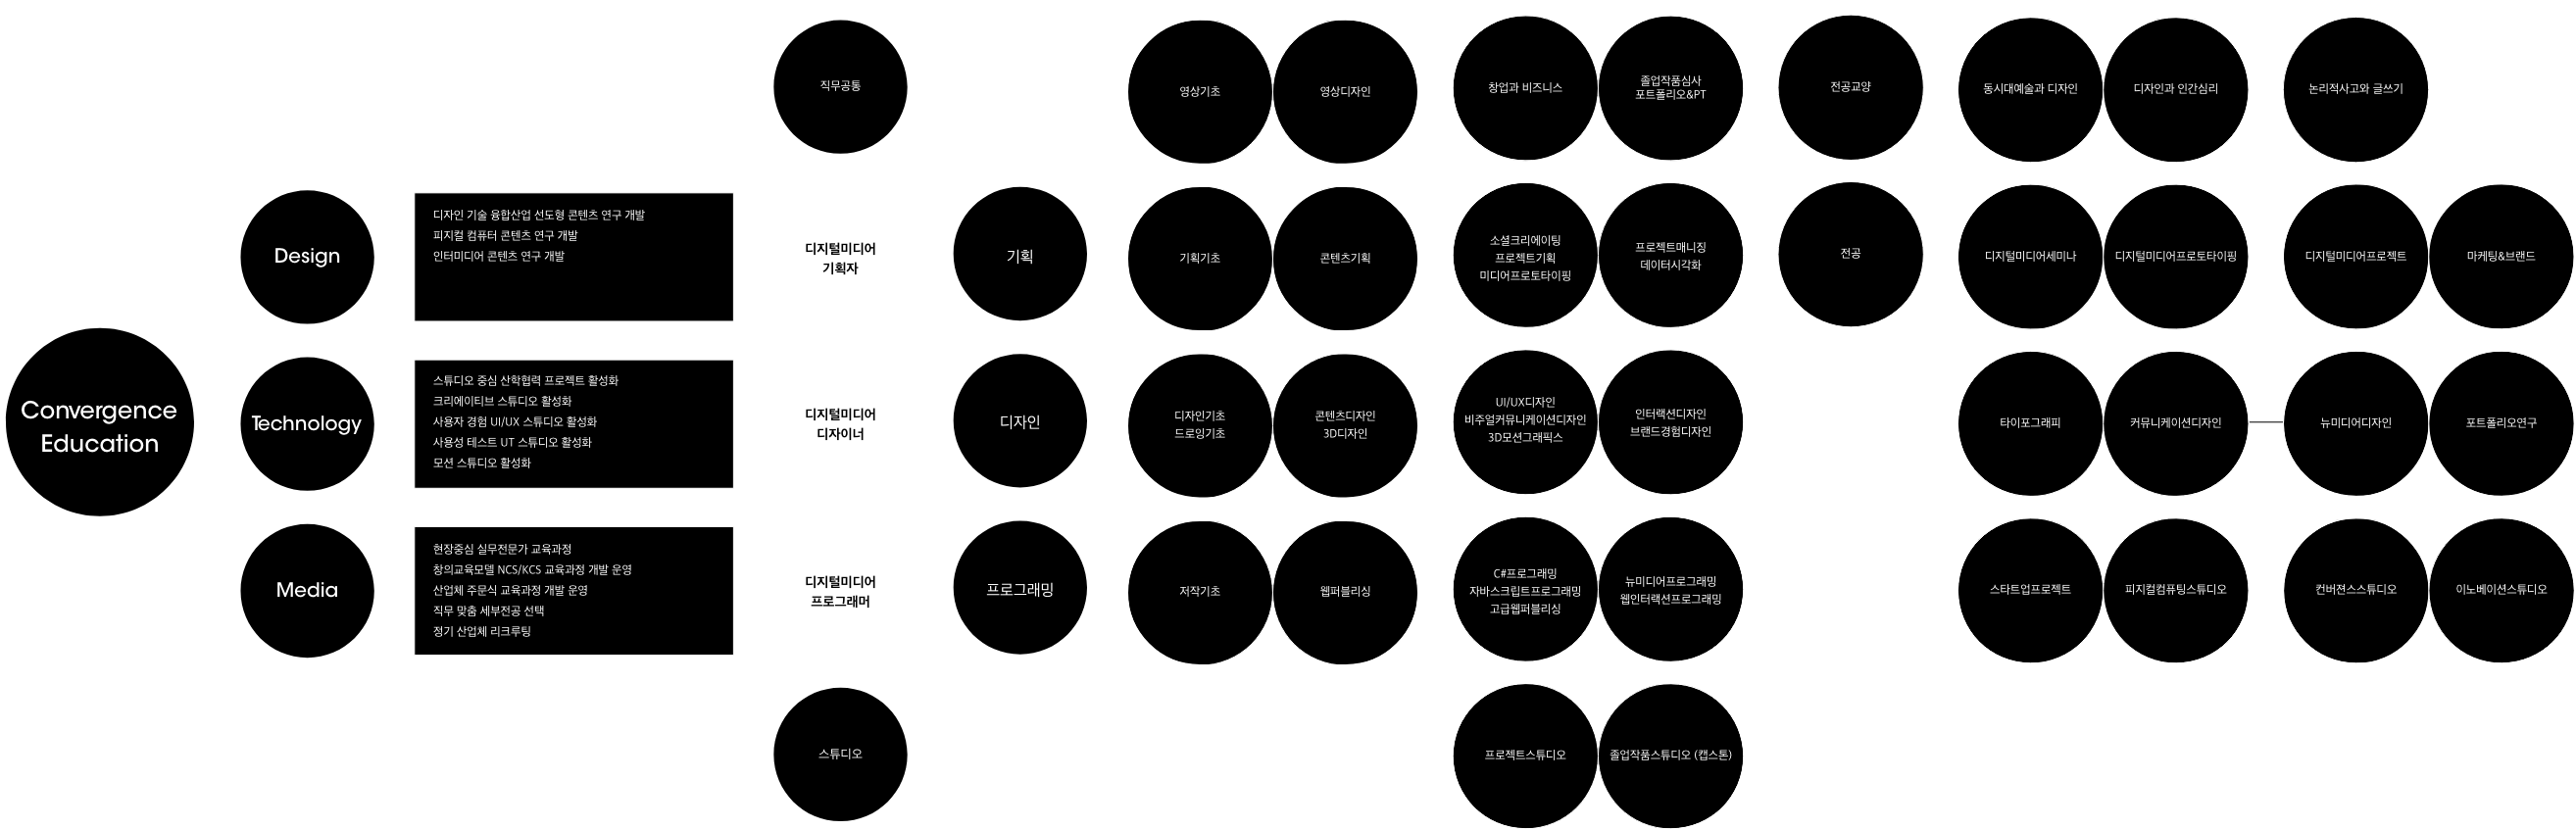 직무공통
영상기초
영상디자인
창업과 비즈니스
졸업작품심사
포트폴리오&PT
전공교양
동시대예술과 디자인
디자인과 인간심리
논리적사고와 글쓰기
Design
디자인 기술 융합산업 선도형 콘텐츠 연구 개발
피지컬 컴퓨터 콘텐츠 연구 개발
인터미디어 콘텐츠 연구 개발
디지털미디어
기획자
기획
기획기초
콘텐츠기획
소셜크리에이팅
프로젝트기획
미디어프로토타이핑
프로젝트매니징
데이터시각화
전공
디지털미디어세미나
디지털미디어프로토타이핑
디지털미디어프로젝트
마케팅&브랜드
Convergence
Education
Technology
스튜디오 중심 산학협력 프로젝트 활성화
크리에이티브 스튜디오 활성화
사용자 경험 UI/UX 스튜디오 활성화
사용성 테스트 UT 스튜디오 활성화
모션 스튜디오 활성화
디지털미디어
디자이너
디자인
디자인기초
드로잉기초
콘텐츠디자인
3D디자인
UI/UX디자인
비주얼커뮤니케이션디자인
3D모션그래픽스
인터랙션디자인
브랜드경험디자인
타이포그래피
커뮤니케이션디자인
뉴미디어디자인
포트폴리오연구
Media
현장중심 실무전문가 교육과정
창의교육모델 NCS/KCS 교육과정 개발 운영
산업체 주문식 교육과정 개발 운영
직무 맞춤 세부전공 선택
정기 산업체 리크루팅
디지털미디어
프로그래머
프로그래밍
저작기초
웹퍼블리싱
C#프로그래밍
자바스크립트프로그래밍
고급웹퍼블리싱
뉴미디어프로그래밍
웹인터랙션프로그래밍
스타트업프로젝트
피지컬컴퓨팅스튜디오
컨버젼스스튜디오
이노베이션스튜디오
스튜디오
프로젝트스튜디오
졸업작품스튜디오 (캡스톤)